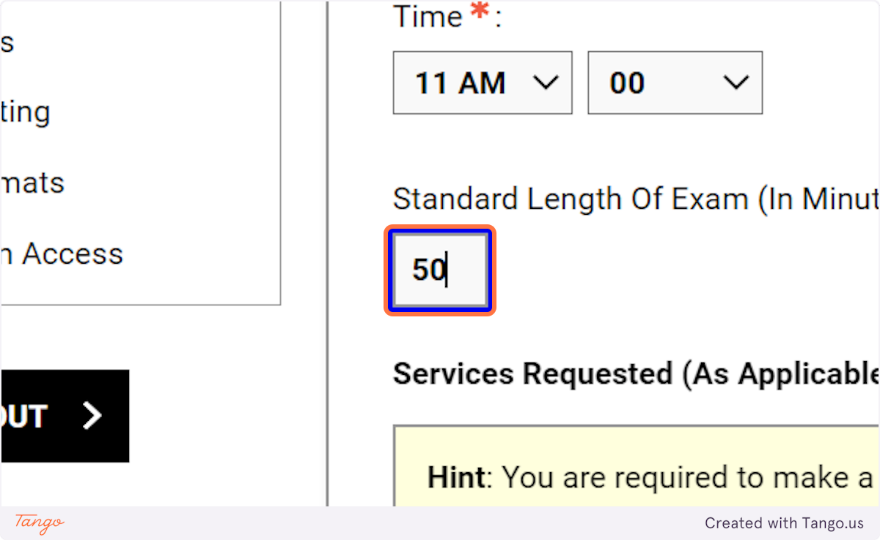 Time *:
11 AM 00
s
ting
mats
n Access
OUT
Standard Length Of Exam (In Minut
50
Services Requested (As Applicable
Hint: You are required to make a
Tango
Created with Tango.us